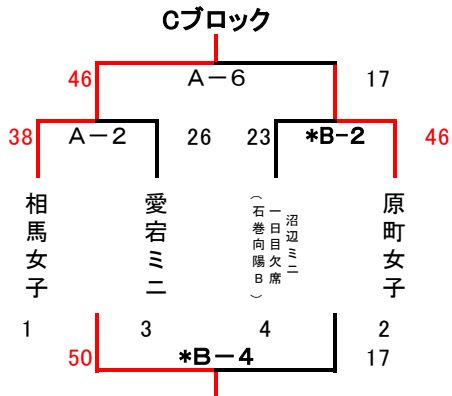 Cブロック
46 A-6 17
38 A-2 26 23 *B-2 46
相馬女子
愛宕ミニ
沼辺ミニ
一日目欠席
(石巻向陽B)
原町女子
1 3 4 2
50 *B-4 17